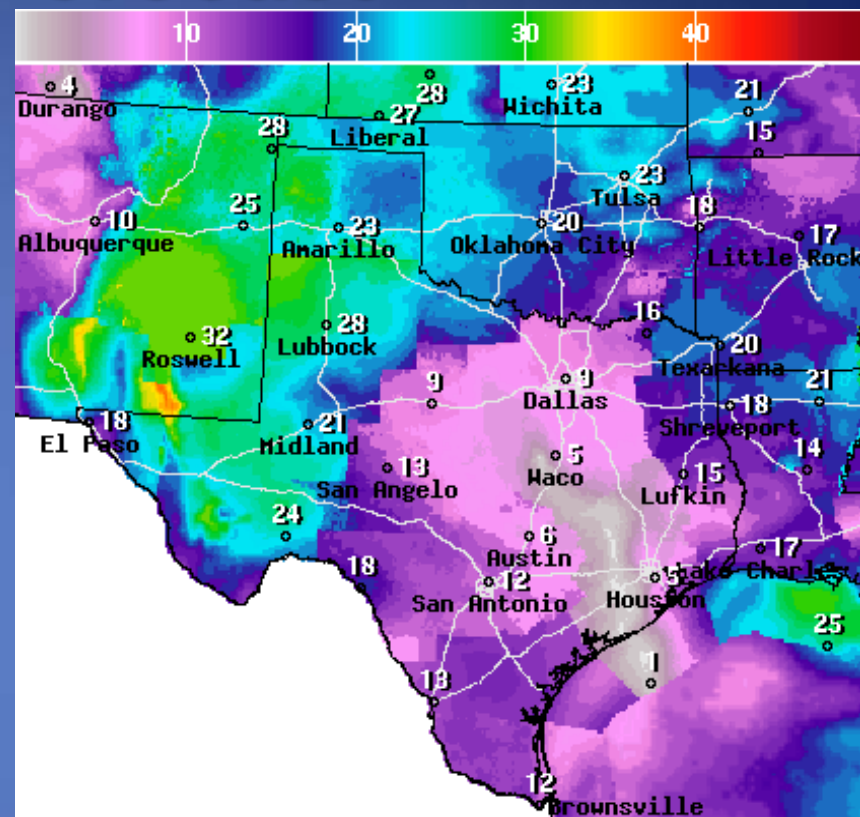 10 20 30 40
4
Durango
28
27
Liberal
23
Wichita
21
15
28
25
10
Albuquerque
23
Amarillo
23
Tulsa
20
Oklahoma City
18
17
Little Rock
32
Roswell
28
Lubbock
16
20
Texarkana
9
9
Dallas
21
18
Shreveport
18
El Paso
21
Midland
13
San Angelo
5
Waco
15
Lufkin
14
24
6
Austin
17
Lake Charles
18
12
San Antonio
5
Houston
25
1
13
12
Brownsville